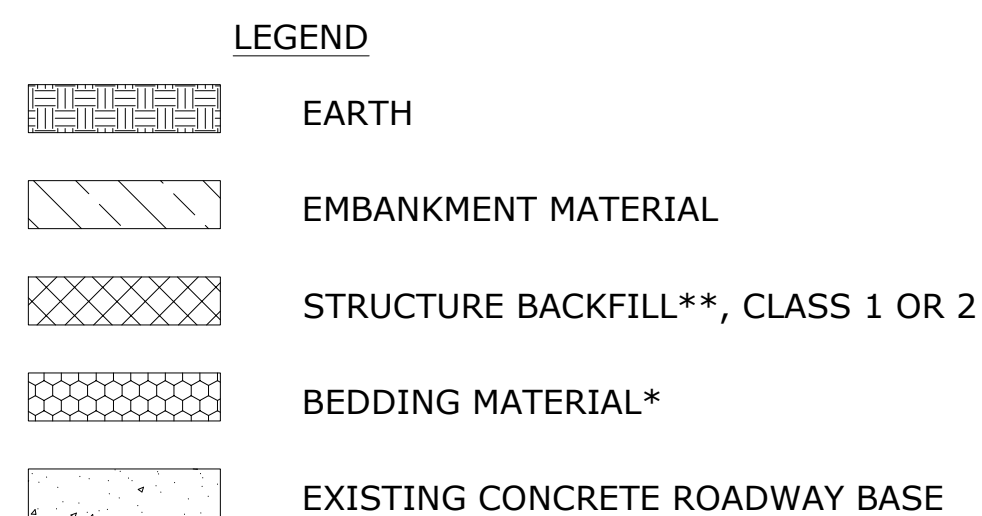 LEGEND
EARTH
EMBANKMENT MATERIAL
STRUCTURE BACKFILL**, CLASS 1 OR 2
BEDDING MATERIAL*
EXISTING CONCRETE ROADWAY BASE